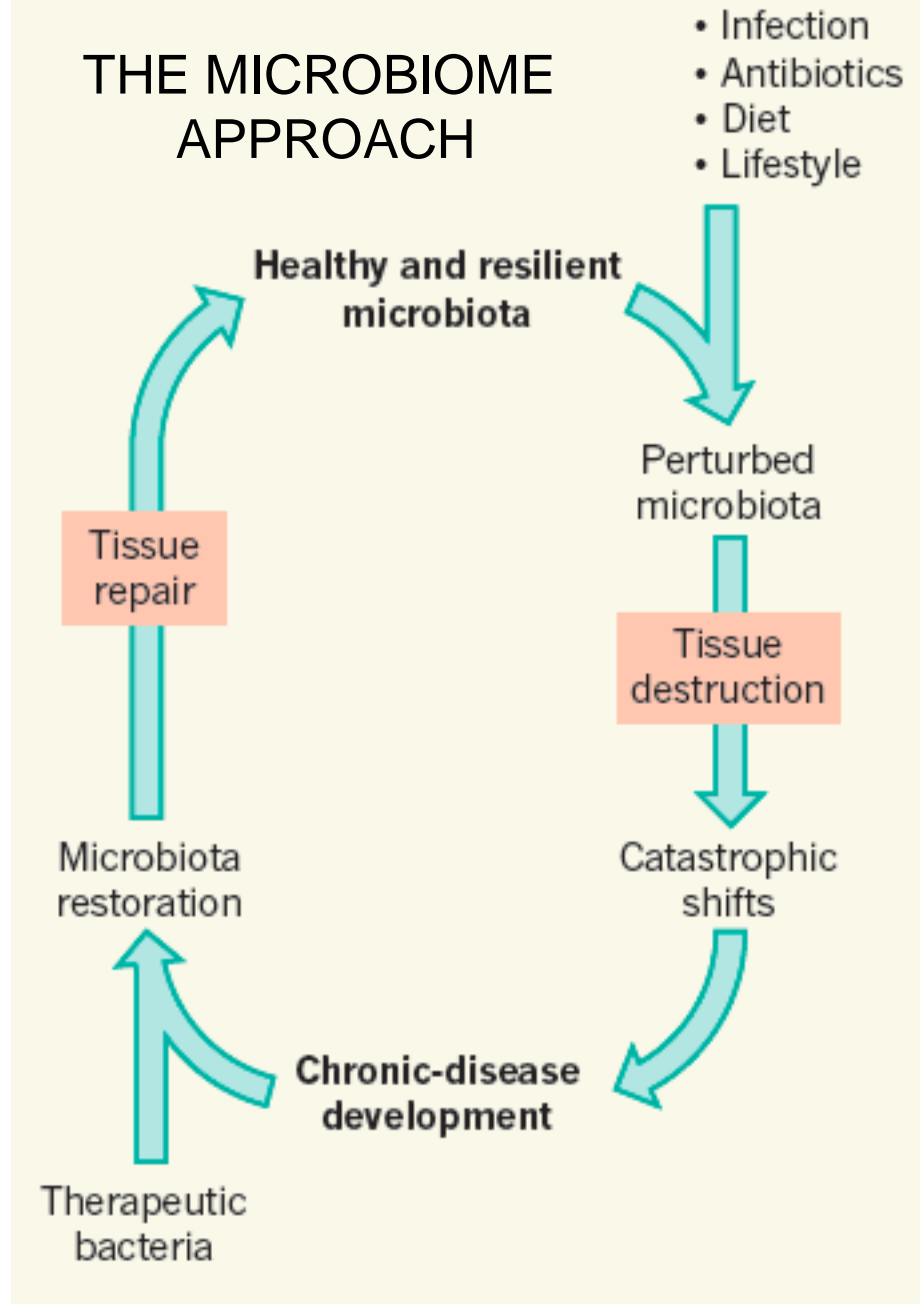 THE MICROBIOME
APPROACH
• Infection
• Antibiotics
• Diet
• Lifestyle
Healthy and resilient
microbiota
Perturbed
microbiota
Tissue
repair
Tissue
destruction
Microbiota
restoration
Catastrophic
shifts
Chronic-disease
development
Therapeutic
bacteria